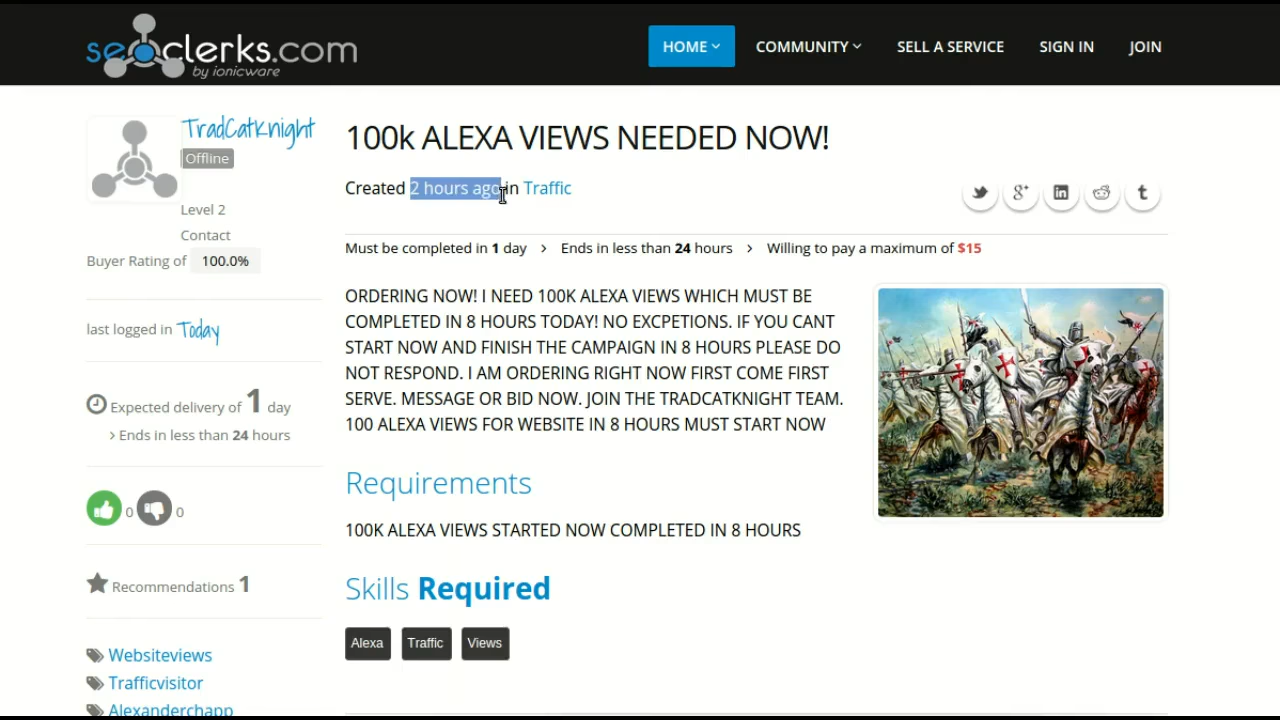 seoclerks.com
by ionicware
HOME
COMMUNITY
SELL A SERVICE
SIGN IN
JOIN
TradCatKnight
Offline
Level 2
Contact
Buyer Rating of 100.0%
last logged in Today
Expected delivery of 1 day
Ends in less than 24 hours
0 0
Recommendations 1
Websiteviews
Trafficvisitor
Alexanderchapp
100k ALEXA VIEWS NEEDED NOW!
Created 2 hours ago in Traffic
Must be completed in 1 day > Ends in less than 24 hours > Willing to pay a maximum of $15
ORDERING NOW! I NEED 100K ALEXA VIEWS WHICH MUST BE
COMPLETED IN 8 HOURS TODAY! NO EXCPETIONS. IF YOU CANT
START NOW AND FINISH THE CAMPAIGN IN 8 HOURS PLEASE DO
NOT RESPOND. I AM ORDERING RIGHT NOW FIRST COME FIRST
SERVE. MESSAGE OR BID NOW. JOIN THE TRADCATKNIGHT TEAM.
100 ALEXA VIEWS FOR WEBSITE IN 8 HOURS MUST START NOW
Requirements
100K ALEXA VIEWS STARTED NOW COMPLETED IN 8 HOURS
Skills Required
Alexa
Traffic
Views